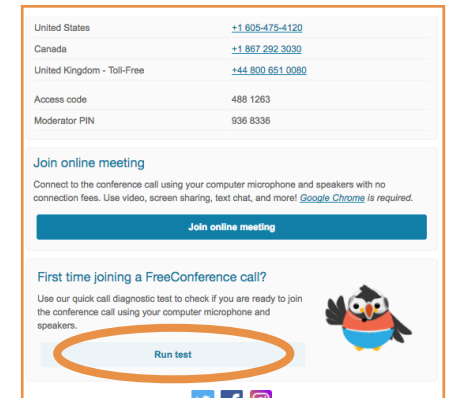 United States +1 605-475-4120
Canada +1 867 292 3030
United Kingdom - Toll-Free +44 800 651 0080
Access code 488 1263
Moderator PIN 936 8336
Join online meeting
Connect to the conference call using your computer microphone and speakers with no
connection fees. Use video, screen sharing, text chat, and more! Google Chrome is required.
Join online meeting
First time joining a FreeConference call?
Use our quick call diagnostic test to check if you are ready to join
the conference call using your computer microphone and
speakers.
Run test